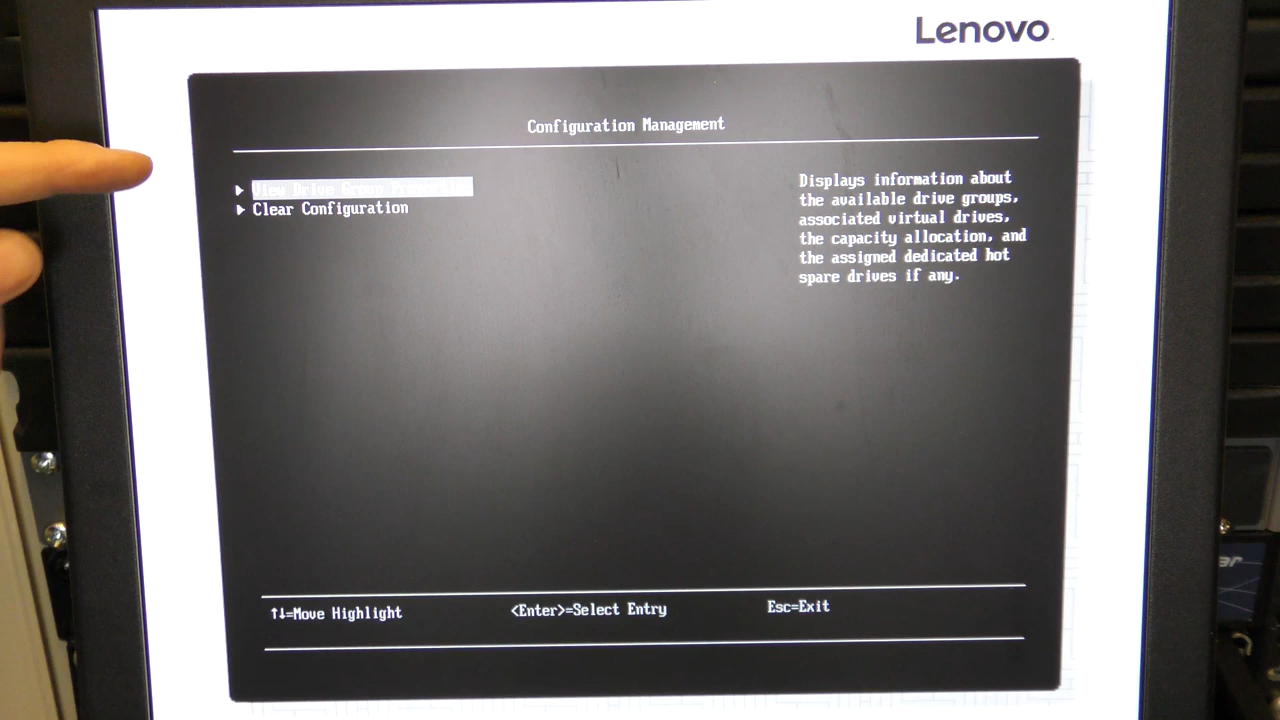 Lenovo
Configuration Management
View Drive Group Properties
Clear Configuration
Displays information about
the available drive groups,
associated virtual drives,
the capacity allocation, and
the assigned dedicated hot
spare drives if any.
↑↓=Move Highlight
<Enter>=Select Entry
Esc=Exit